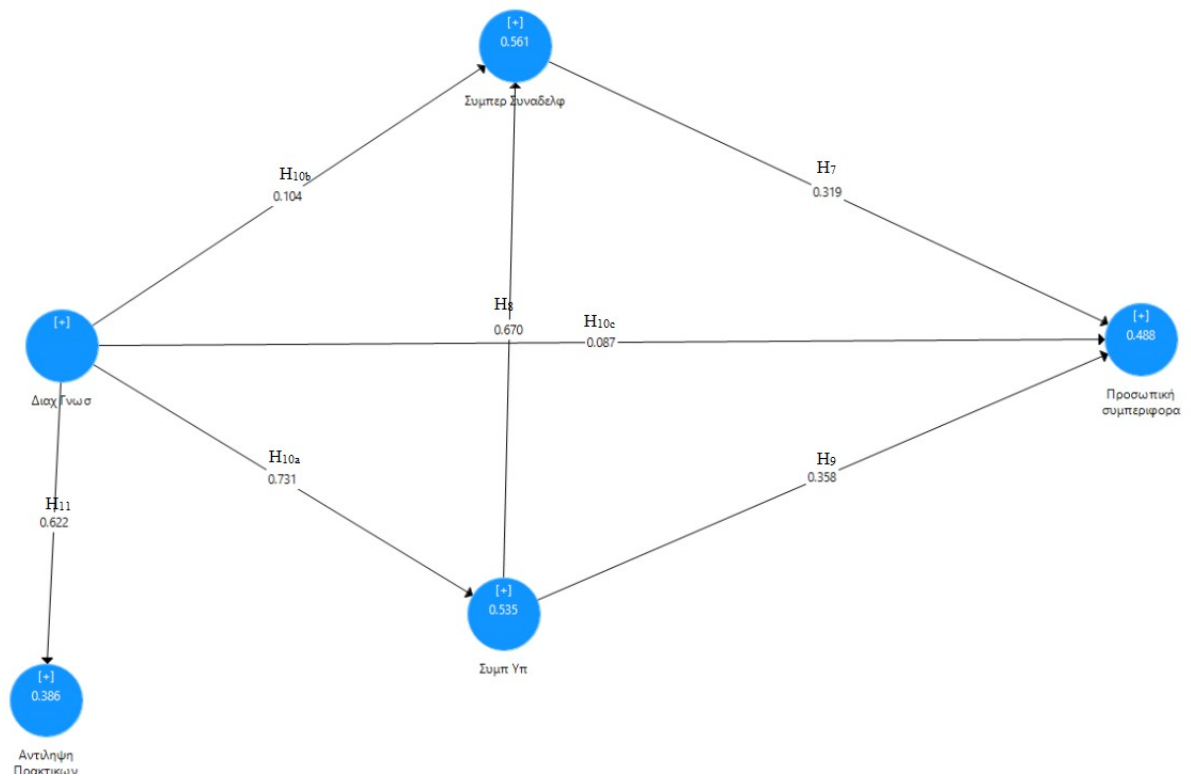 [+]
0.561
Συμπερ Συναδελφ
H10b
0.104
H7
0.319
H8
0.670
H10c
0.087
[+]
Διαχ Γνωσ
[+]
0.488
Προσωπική
συμπεριφορα
H10a
0.731
H9
0.358
H11
0.622
[+]
0.535
Συμπ Υπ
[+]
0.386
Αντιληψη
Πρακτικων